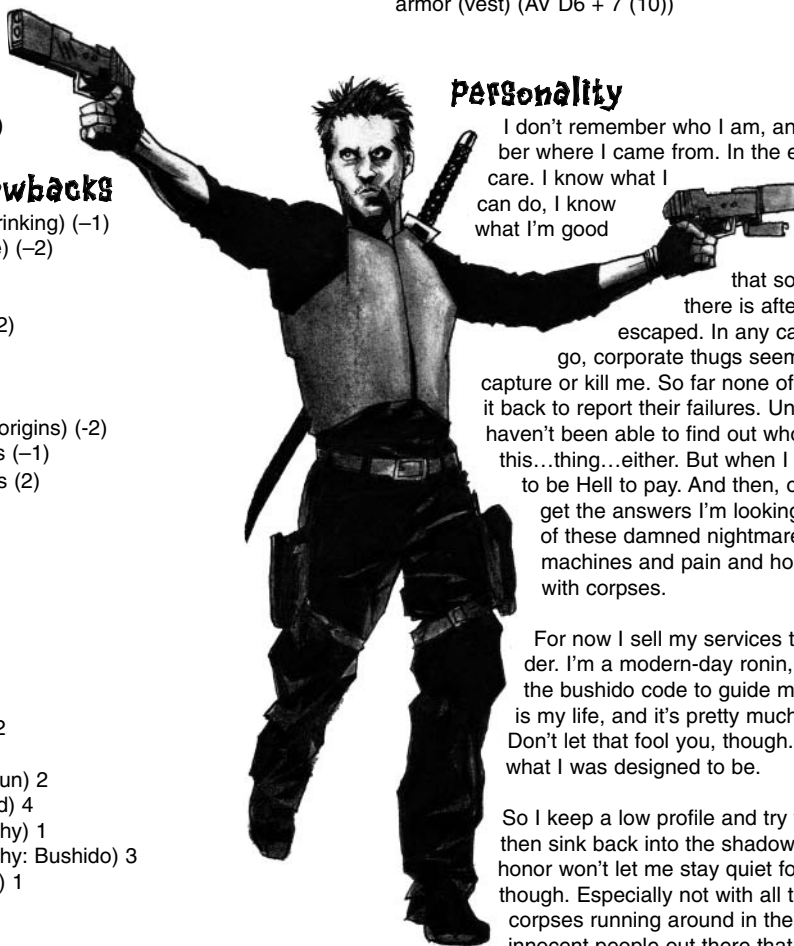 )
wbacks
rinking) (–1)
) (–2)
2)
origins) (-2)
s (–1)
s (2)
2
un) 2
d) 4
hy) 1
hy: Bushido) 3
) 1
armor (vest) (AV D6 + 7 (10))
Personality
I don't remember who I am, an
ber where I came from. In the e
care. I know what I
can do, I know
what I'm good
that so
there is afte
escaped. In any ca
go, corporate thugs seem
capture or kill me. So far none of
it back to report their failures. Un
haven't been able to find out who
this…thing…either. But when I
to be Hell to pay. And then, o
get the answers I'm looking
of these damned nightmare
machines and pain and ho
with corpses.
For now I sell my services t
der. I'm a modern-day ronin,
the bushido code to guide m
is my life, and it's pretty much
Don't let that fool you, though.
what I was designed to be.
So I keep a low profile and try
then sink back into the shadow
honor won't let me stay quiet fo
though. Especially not with all t
corpses running around in the
innocent people out there that